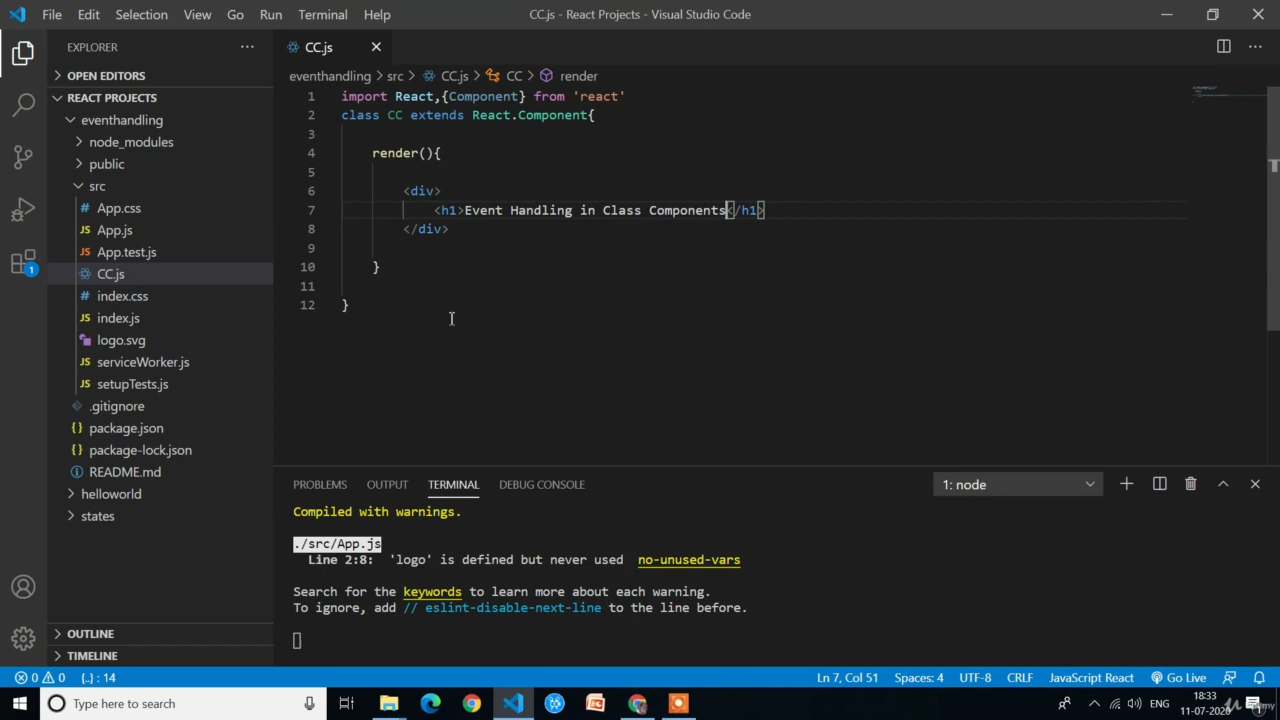 File Edit Selection View Go Run Terminal Help
CC.js - React Projects - Visual Studio Code
EXPLORER
OPEN EDITORS
REACT PROJECTS
eventhandling
node_modules
public
src
# App.css
JS App.js
JS App.test.js
CC.js
# index.css
JS index.js
logo.svg
JS serviceWorker.js
JS setupTests.js
.gitignore
{} package.json
{} package-lock.json
README.md
helloworld
states
OUTLINE
TIMELINE
1
CC.js
eventhandling > src > CC.js > CC > render
1 import React,{Component} from 'react'
2 class CC extends React.Component{
3
4 render(){
5
6 <div>
7 <h1>Event Handling in Class Components</h1>
8 </div>
9
10 }
11
12 }
PROBLEMS OUTPUT TERMINAL DEBUG CONSOLE
1: node
Compiled with warnings.
./src/App.js
Line 2:8: 'logo' is defined but never used no-unused-vars
Search for the keywords to learn more about each warning.
To ignore, add // eslint-disable-next-line to the line before.
0 0 {..} : 14
Ln 7, Col 51 Spaces: 4 UTF-8 CRLF JavaScript React Go Live
Type here to search
ENG
18:33
11-07-2020